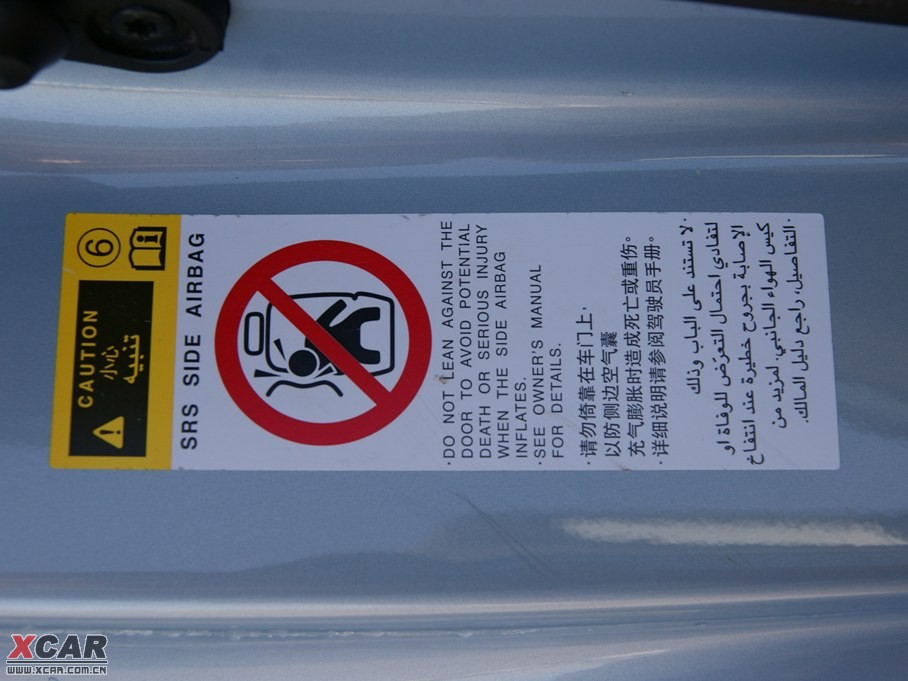 ⑥
CAUTION
小心
تنبيه
SRS SIDE AIRBAG
·DO NOT LEAN AGAINST THE
DOOR TO AVOID POTENTIAL
DEATH OR SERIOUS INJURY
WHEN THE SIDE AIRBAG
INFLATES.
·SEE OWNER'S MANUAL
FOR DETAILS.
·请勿倚靠在车门上，
以防侧边空气囊
充气膨胀时造成死亡或重伤。
·详细说明请参阅驾驶员手册。
·لا تستند على الباب وذلك
لتفادي احتمال التعرّض للوفاة او
الإصابة بجروح خطيرة عند انتفاخ
كيس الهواء الجانبي. لمزيد من
التفاصيل، راجع دليل المالك.
XCAR
WWW.XCAR.COM.CN